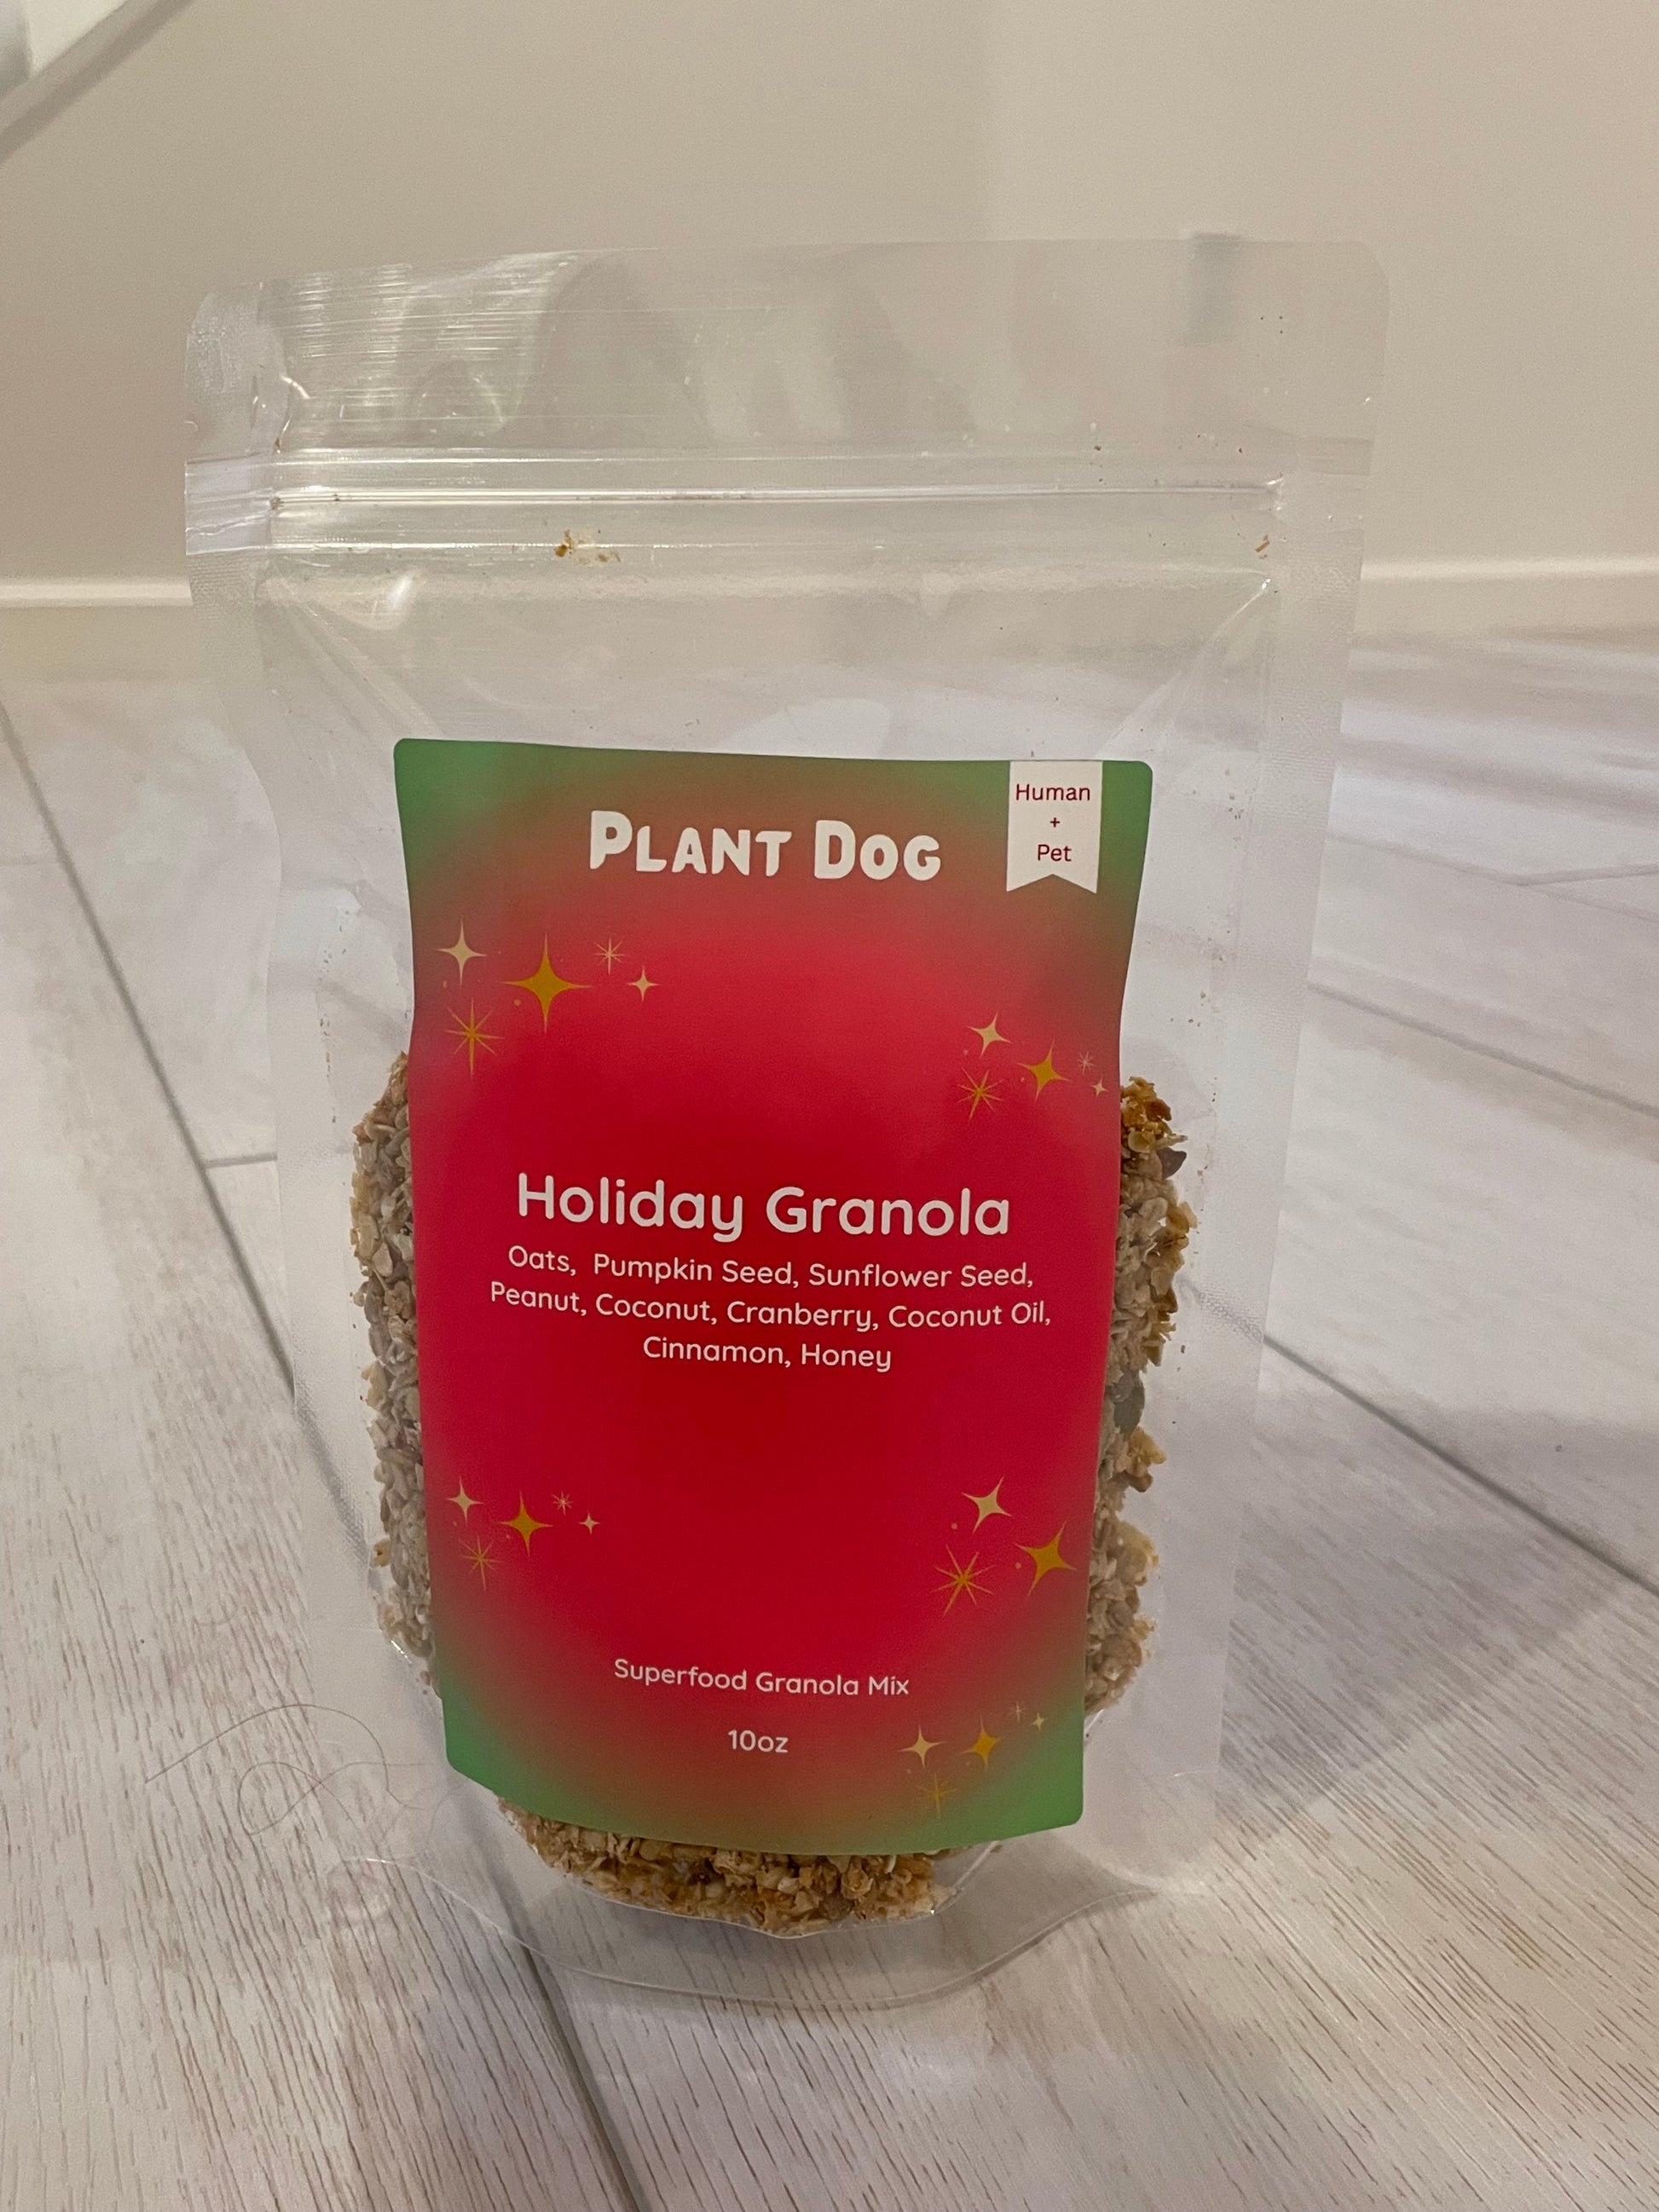 PLANT DOG
Human
+
Pet
Holiday Granola
Oats, Pumpkin Seed, Sunflower Seed,
Peanut, Coconut, Cranberry, Coconut Oil,
Cinnamon, Honey
Superfood Granola Mix
10oz